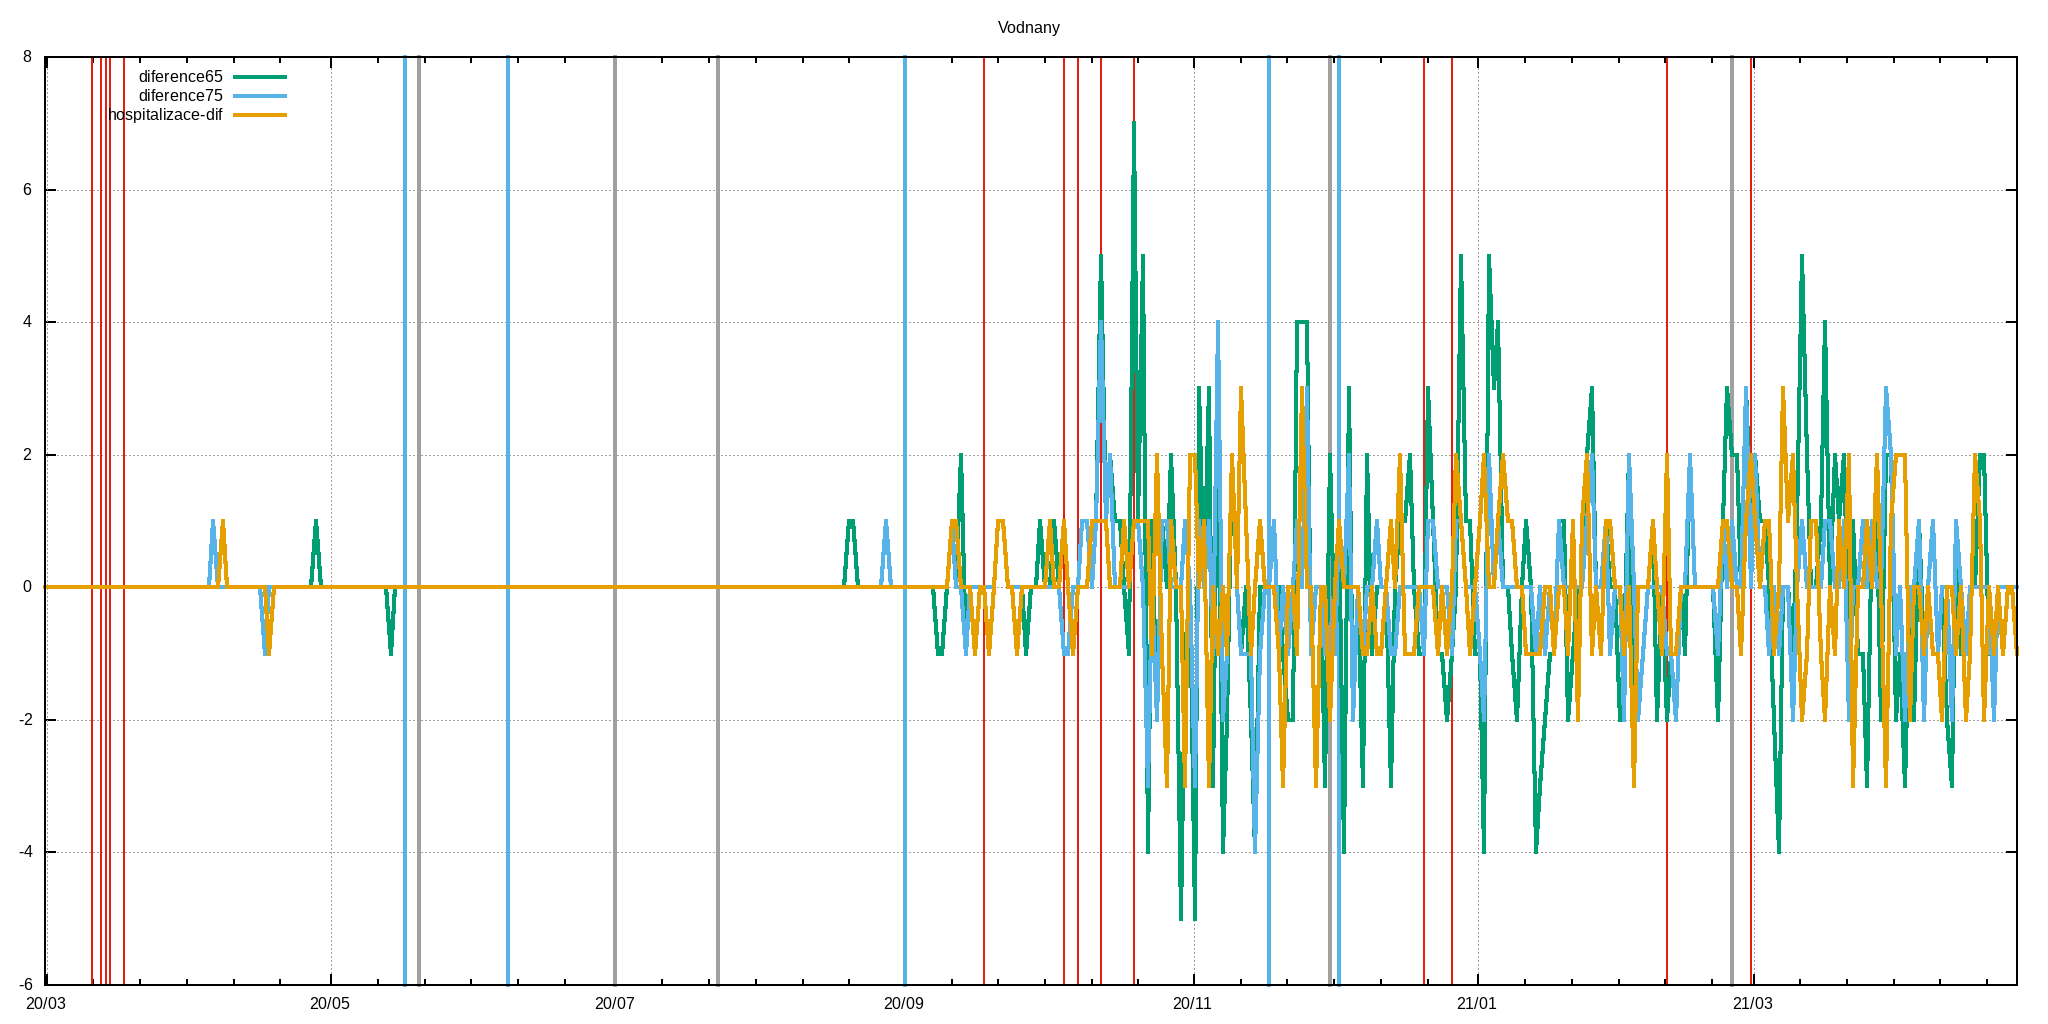 Vodnany
8
diference65
diference75
hospitalizace-dif
6
4
2
0
-2
-4
-6
20/03 20/05 20/07 20/09 20/11 21/01 21/03